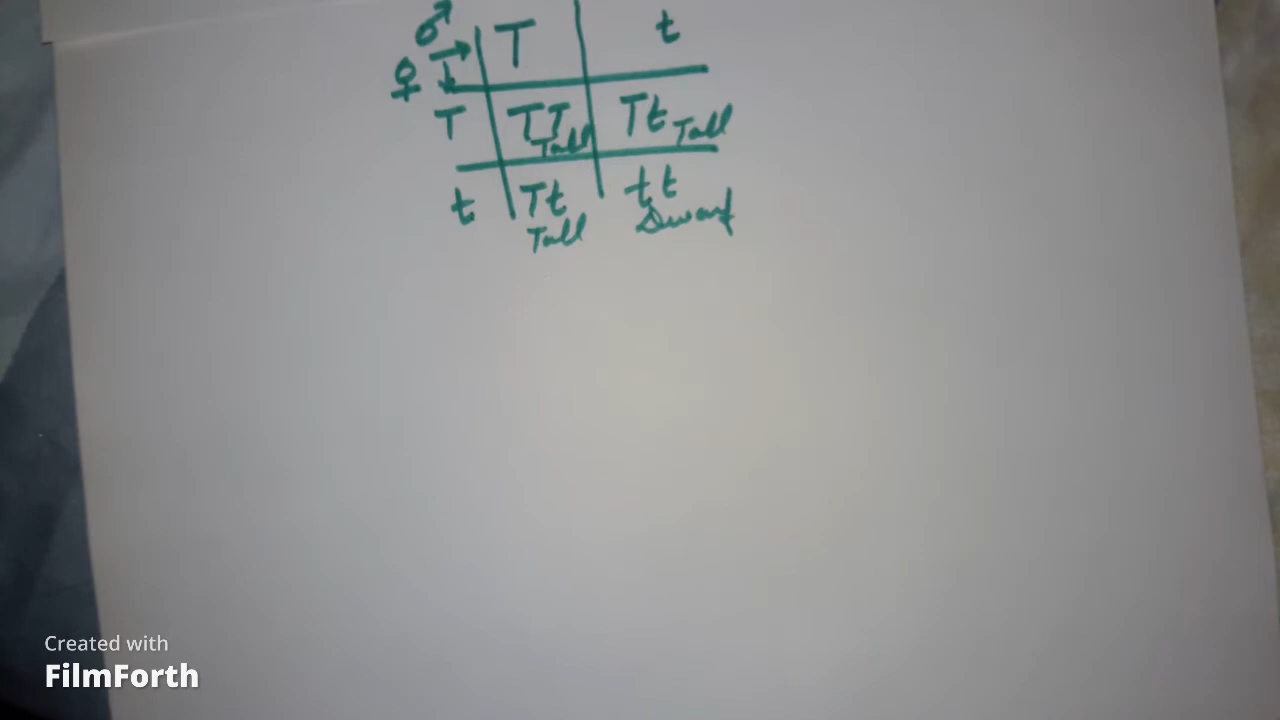 ♂ → T t
♀ ↓
T TT Tall Tt Tall
t Tt Tall tt Dwarf
Created with
FilmForth